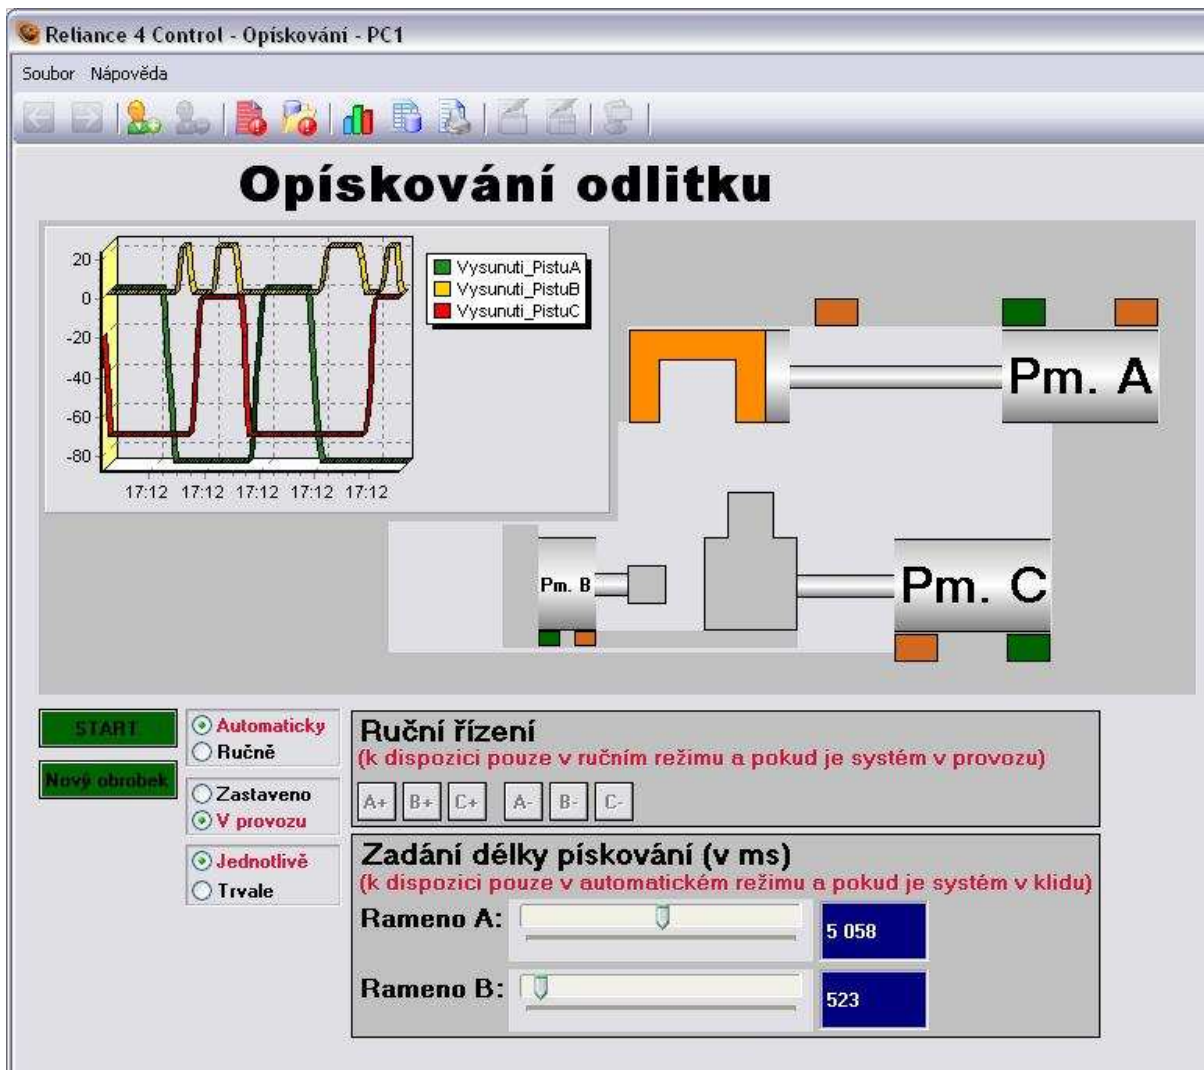 Reliance 4 Control - Opískování - PC1
Soubor Nápověda
Opískování odlitku
20
0
-20
-40
-60
-80
17:12 17:12 17:12 17:12 17:12
Vysunuti_PistuA
Vysunuti_PistuB
Vysunuti_PistuC
Pm. A
Pm. B
Pm. C
START
Nový obrobek
Automaticky
Ručně
Zastaveno
V provozu
Jednotlivě
Trvale
Ruční řízení
(k dispozici pouze v ručním režimu a pokud je systém v provozu)
A+ B+ C+ A- B- C-
Zadání délky pískování (v ms)
(k dispozici pouze v automatickém režimu a pokud je systém v klidu)
Rameno A: 5 058
Rameno B: 523